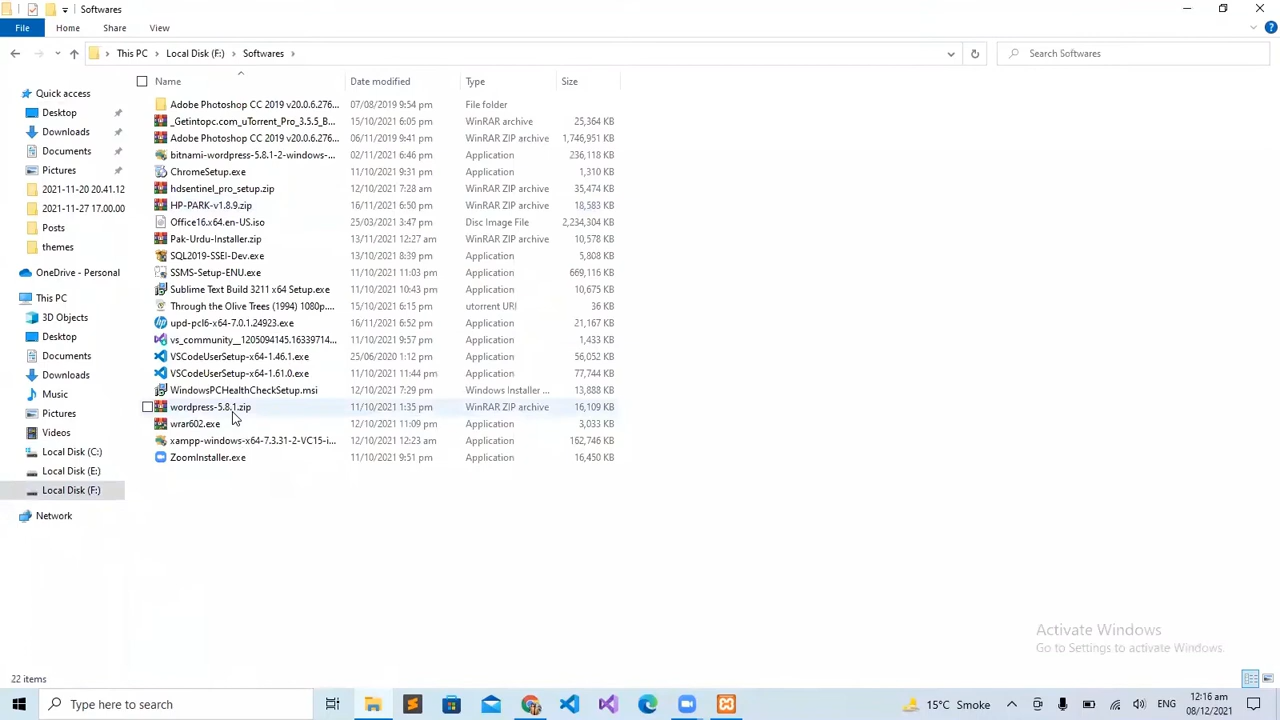 Softwares
File Home Share View
This PC Local Disk (F:) Softwares Search Softwares
Name Date modified Type Size
Quick access
Desktop
Downloads
Documents
Pictures
2021-11-20 20.41.12
2021-11-27 17.00.00
Posts
themes
OneDrive - Personal
This PC
3D Objects
Desktop
Documents
Downloads
Music
Pictures
Videos
Local Disk (C:)
Local Disk (E:)
Local Disk (F:)
Network
Adobe Photoshop CC 2019 v20.0.6.276... 07/08/2019 9:54 pm File folder
_Getintopc.com_uTorrent_Pro_3.5.5_B... 15/10/2021 6:05 pm WinRAR archive 25,364 KB
Adobe Photoshop CC 2019 v20.0.6.276... 06/11/2019 9:41 pm WinRAR ZIP archive 1,746,951 KB
bitnami-wordpress-5.8.1-2-windows-... 02/11/2021 6:46 pm Application 236,118 KB
ChromeSetup.exe 11/10/2021 9:31 pm Application 1,310 KB
hdsentinel_pro_setup.zip 12/10/2021 7:28 am WinRAR ZIP archive 35,474 KB
HP-PARK-v1.8.9.zip 16/11/2021 6:50 pm WinRAR ZIP archive 18,583 KB
Office16.x64.en-US.iso 25/03/2021 3:47 pm Disc Image File 2,234,304 KB
Pak-Urdu-Installer.zip 13/11/2021 12:27 am WinRAR ZIP archive 10,578 KB
SQL2019-SSEI-Dev.exe 13/10/2021 8:39 pm Application 5,808 KB
SSMS-Setup-ENU.exe 11/10/2021 11:03 pm Application 669,116 KB
Sublime Text Build 3211 x64 Setup.exe 11/10/2021 10:43 pm Application 10,675 KB
Through the Olive Trees (1994) 1080p.... 15/10/2021 6:15 pm utorrent URI 36 KB
upd-pcl6-x64-7.0.1.24923.exe 16/11/2021 6:52 pm Application 21,167 KB
vs_community__1205094145.16339714... 11/10/2021 9:57 pm Application 1,433 KB
VSCodeUserSetup-x64-1.46.1.exe 25/06/2020 1:12 pm Application 56,052 KB
VSCodeUserSetup-x64-1.61.0.exe 11/10/2021 11:44 pm Application 77,744 KB
WindowsPCHealthCheckSetup.msi 12/10/2021 7:29 pm Windows Installer ... 13,888 KB
wordpress-5.8.1.zip 11/10/2021 1:35 pm WinRAR ZIP archive 16,109 KB
wrar602.exe 12/10/2021 11:09 pm Application 3,033 KB
xampp-windows-x64-7.3.31-2-VC15-i... 12/10/2021 12:23 am Application 162,746 KB
ZoomInstaller.exe 11/10/2021 9:51 pm Application 16,450 KB
Activate Windows
Go to Settings to activate Windows.
22 items
Type here to search
15°C Smoke
ENG
12:16 am
08/12/2021